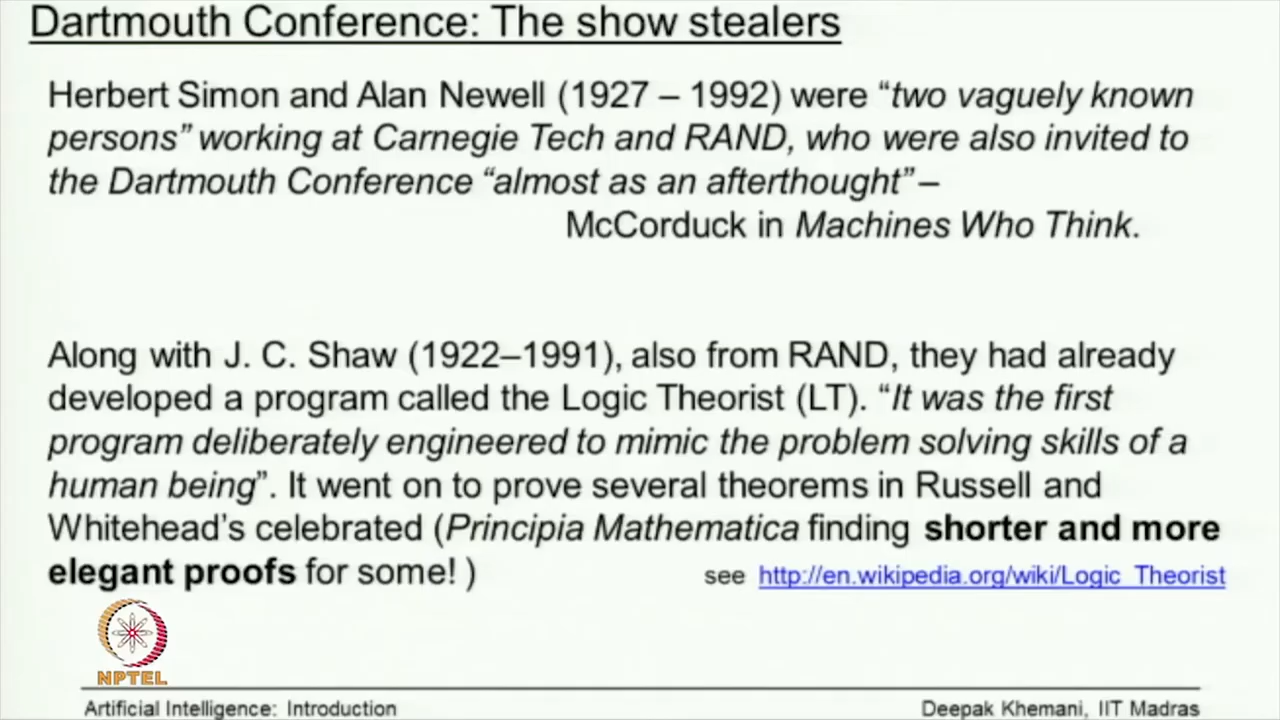 Dartmouth Conference: The show stealers
Herbert Simon and Alan Newell (1927 – 1992) were “two vaguely known
persons” working at Carnegie Tech and RAND, who were also invited to
the Dartmouth Conference “almost as an afterthought” –
McCorduck in Machines Who Think.
Along with J. C. Shaw (1922–1991), also from RAND, they had already
developed a program called the Logic Theorist (LT). “It was the first
program deliberately engineered to mimic the problem solving skills of a
human being”. It went on to prove several theorems in Russell and
Whitehead’s celebrated (Principia Mathematica finding shorter and more
elegant proofs for some! )
see http://en.wikipedia.org/wiki/Logic_Theorist
NPTEL
Artificial Intelligence: Introduction
Deepak Khemani, IIT Madras